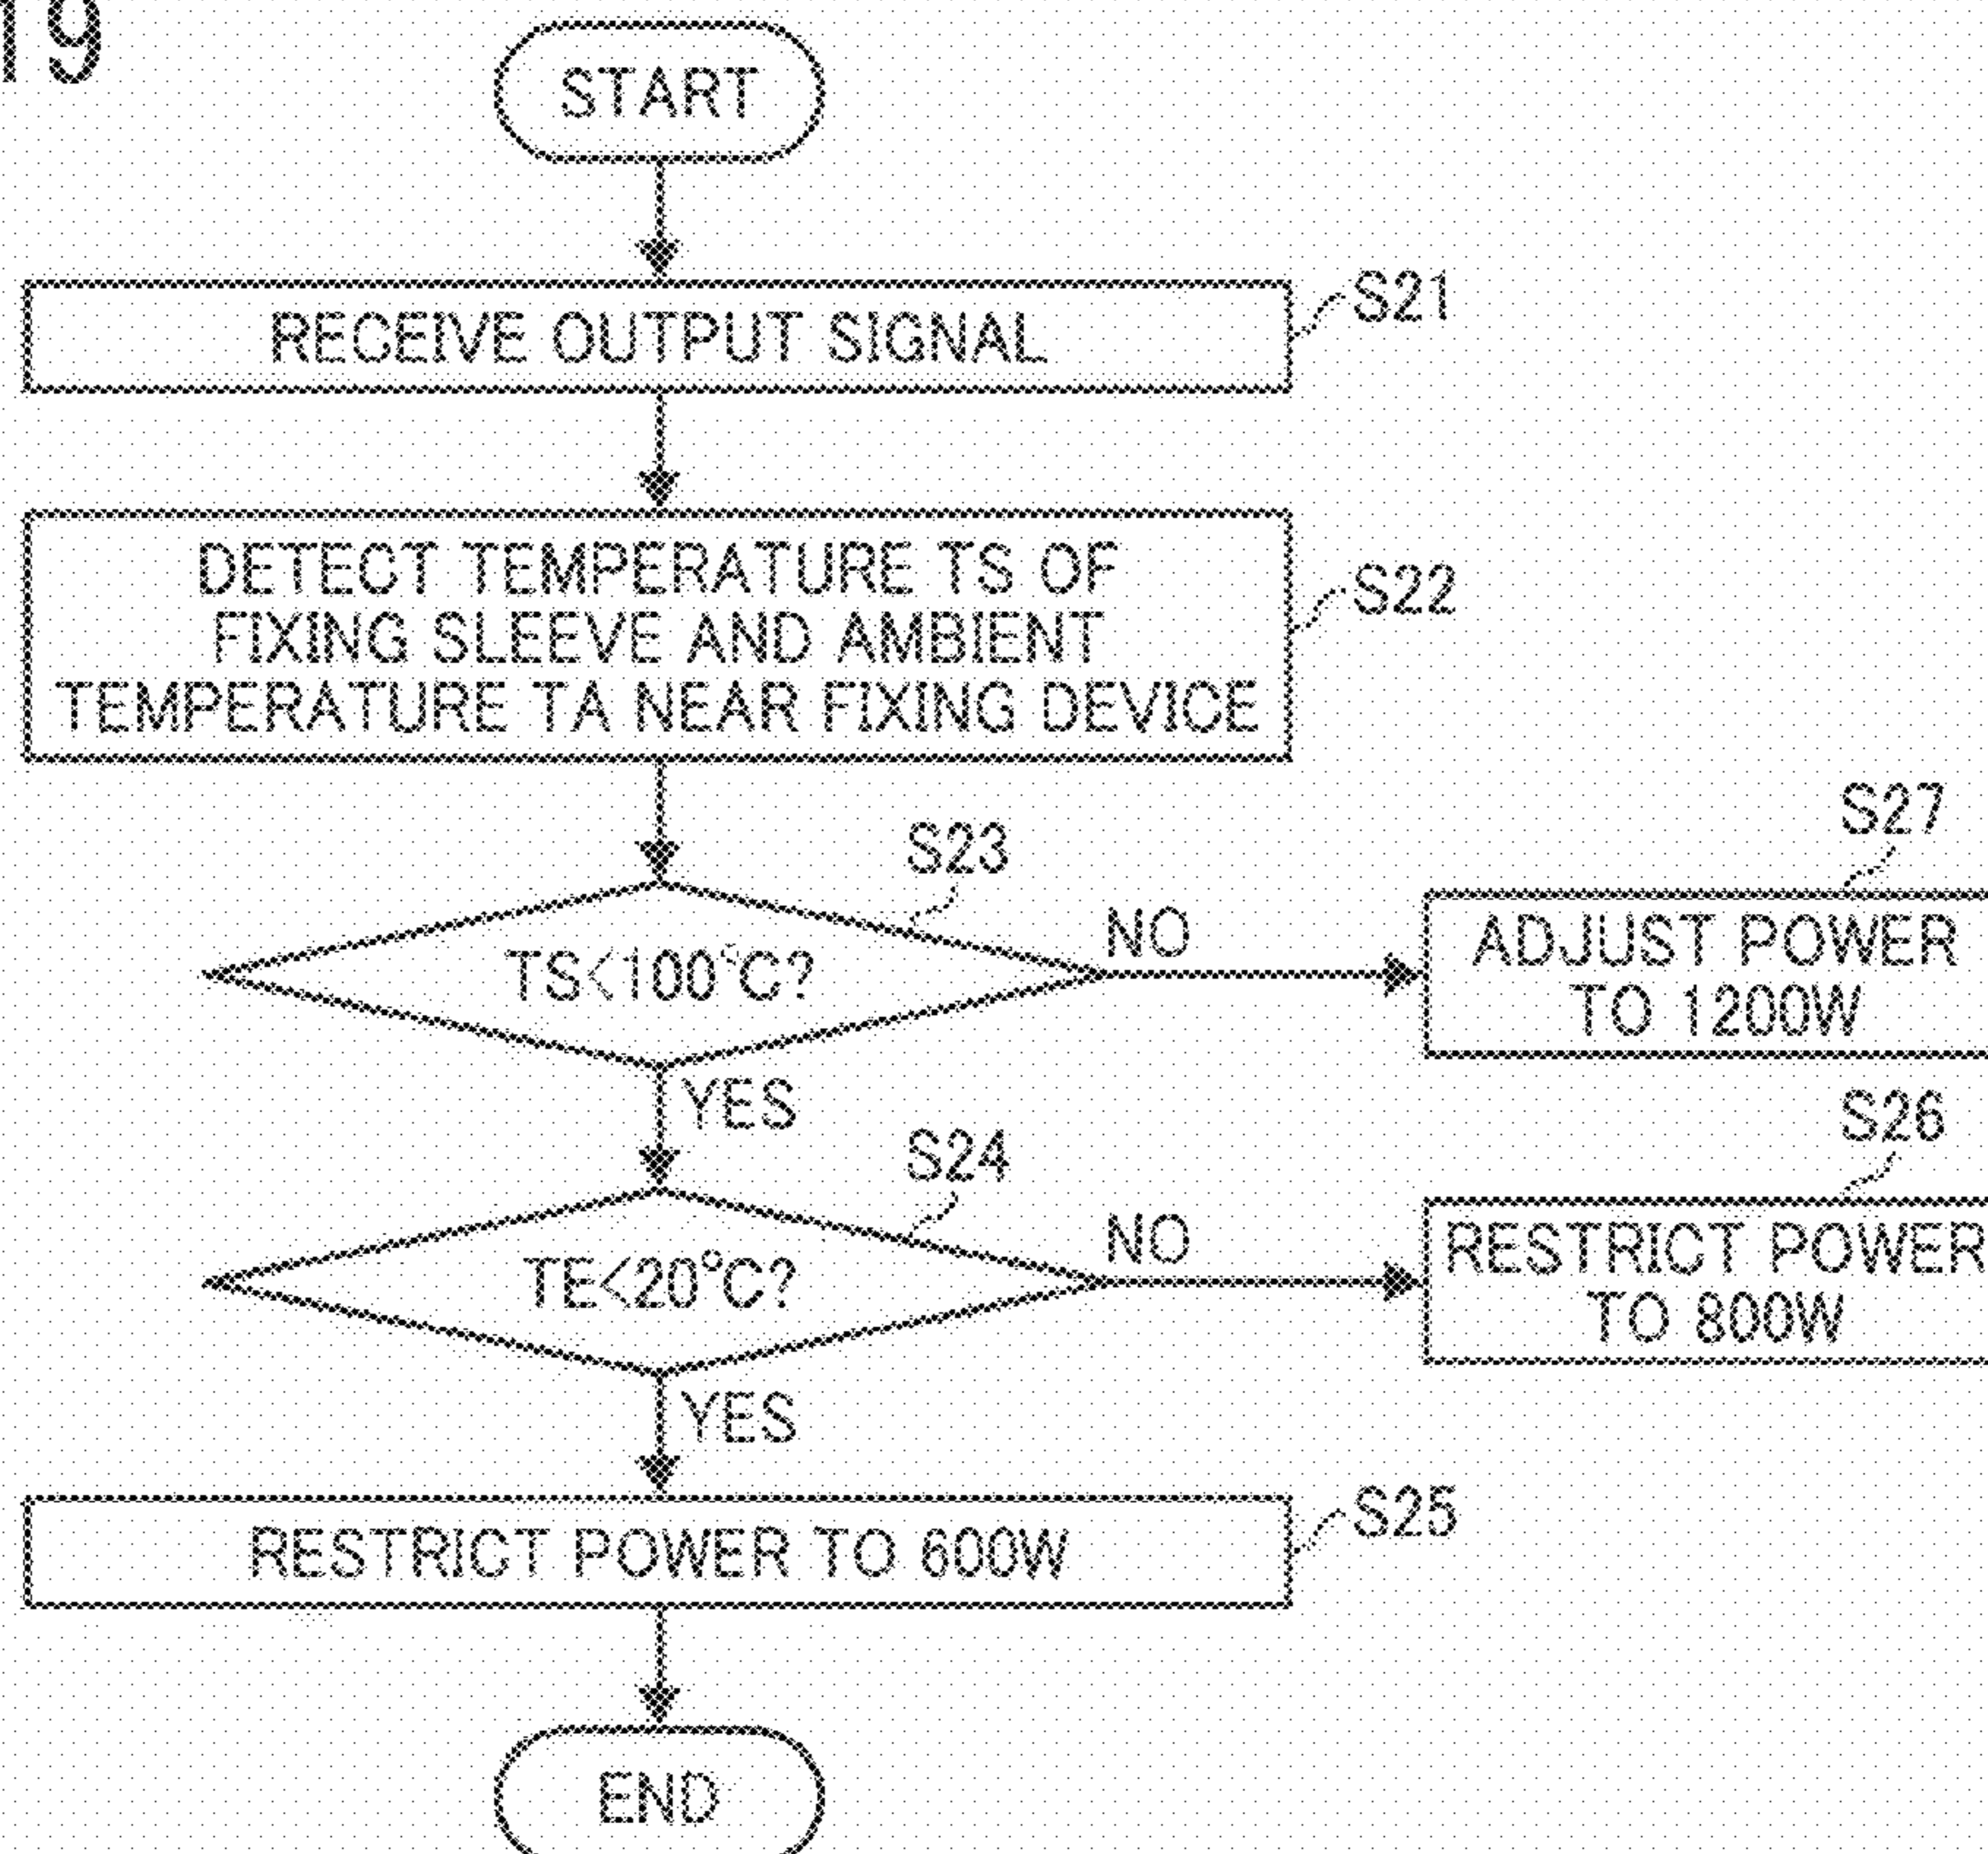 19
START
RECEIVE OUTPUT SIGNAL
S21
DETECT TEMPERATURE TS OF
FIXING SLEEVE AND AMBIENT
TEMPERATURE TA NEAR FIXING DEVICE
S22
S23
TS<100°C?
NO
S27
ADJUST POWER
TO 1200W
YES
S24
TE<20°C?
NO
S26
RESTRICT POWER
TO 800W
YES
RESTRICT POWER TO 600W
S25
END